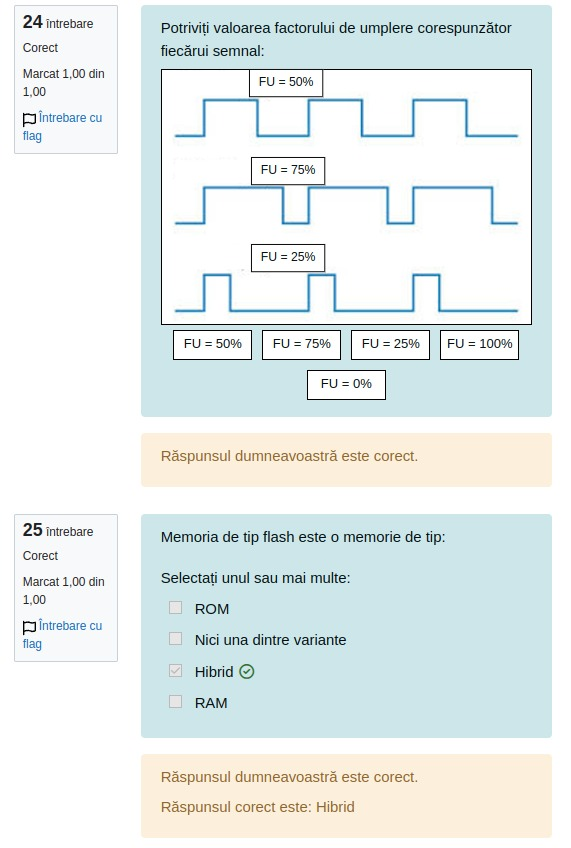 24 întrebare
Corect
Marcat 1,00 din
1,00
Întrebare cu
flag
Potriviți valoarea factorului de umplere corespunzător
fiecărui semnal:
FU = 50%
FU = 75%
FU = 25%
FU = 50%
FU = 75%
FU = 25%
FU = 100%
FU = 0%
Răspunsul dumneavoastră este corect.
25 întrebare
Corect
Marcat 1,00 din
1,00
Întrebare cu
flag
Memoria de tip flash este o memorie de tip:
Selectați unul sau mai multe:
ROM
Nici una dintre variante
Hibrid
RAM
Răspunsul dumneavoastră este corect.
Răspunsul corect este: Hibrid